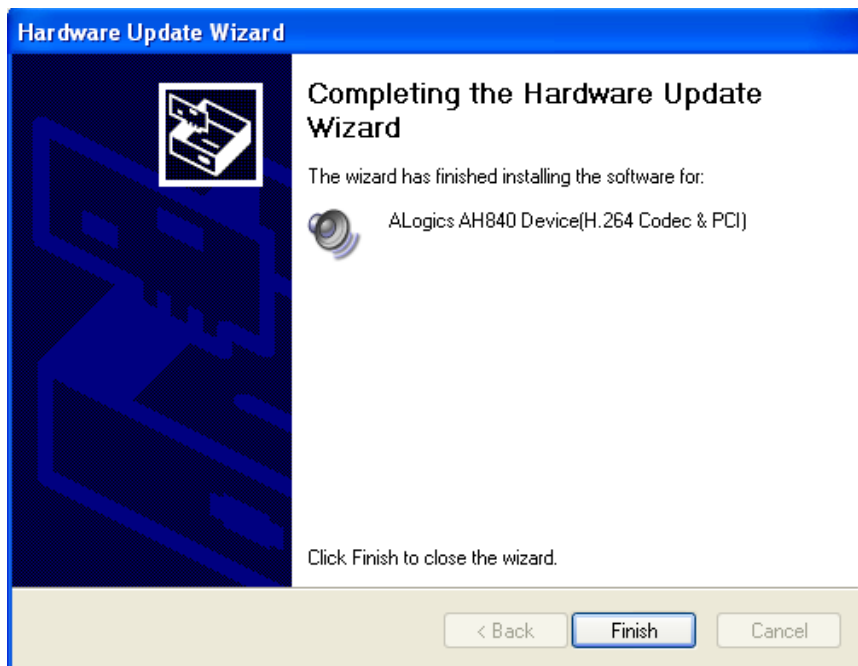 Hardware Update Wizard
Completing the Hardware Update
Wizard
The wizard has finished installing the software for:
ALogics AH840 Device(H.264 Codec & PCI)
Click Finish to close the wizard.
< Back
Finish
Cancel